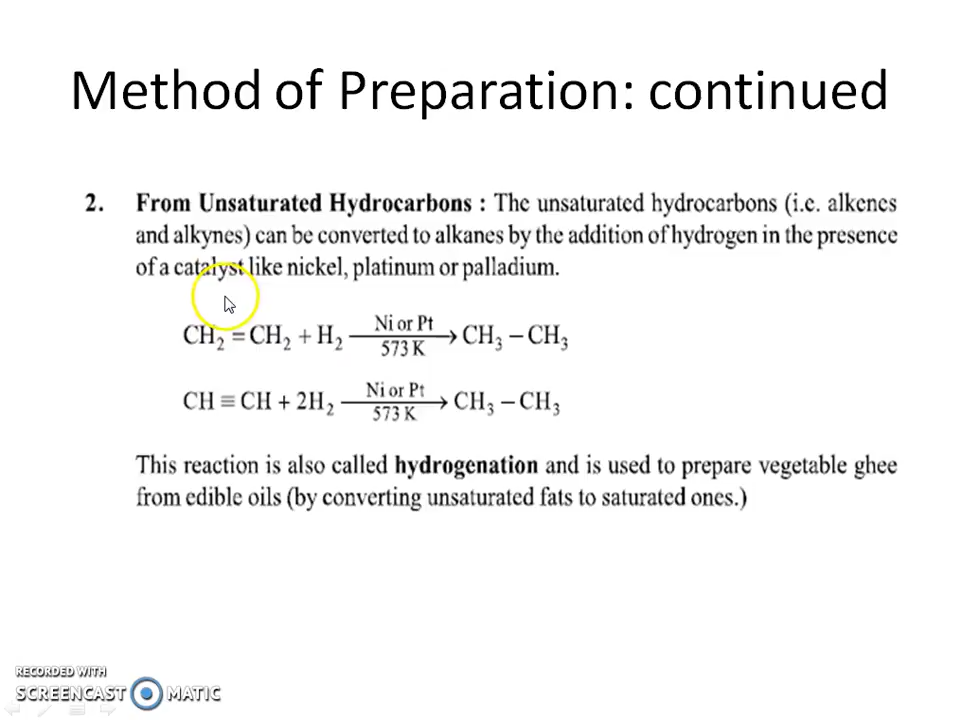 Method of Preparation: continued
2. From Unsaturated Hydrocarbons : The unsaturated hydrocarbons (i.e. alkenes
and alkynes) can be converted to alkanes by the addition of hydrogen in the presence
of a catalyst like nickel, platinum or palladium.
CH₂ = CH₂ + H₂ —Ni or Pt / 573 K→ CH₃ – CH₃
CH ≡ CH + 2H₂ —Ni or Pt / 573 K→ CH₃ – CH₃
This reaction is also called hydrogenation and is used to prepare vegetable ghee
from edible oils (by converting unsaturated fats to saturated ones.)
RECORDED WITH
SCREENCAST MATIC